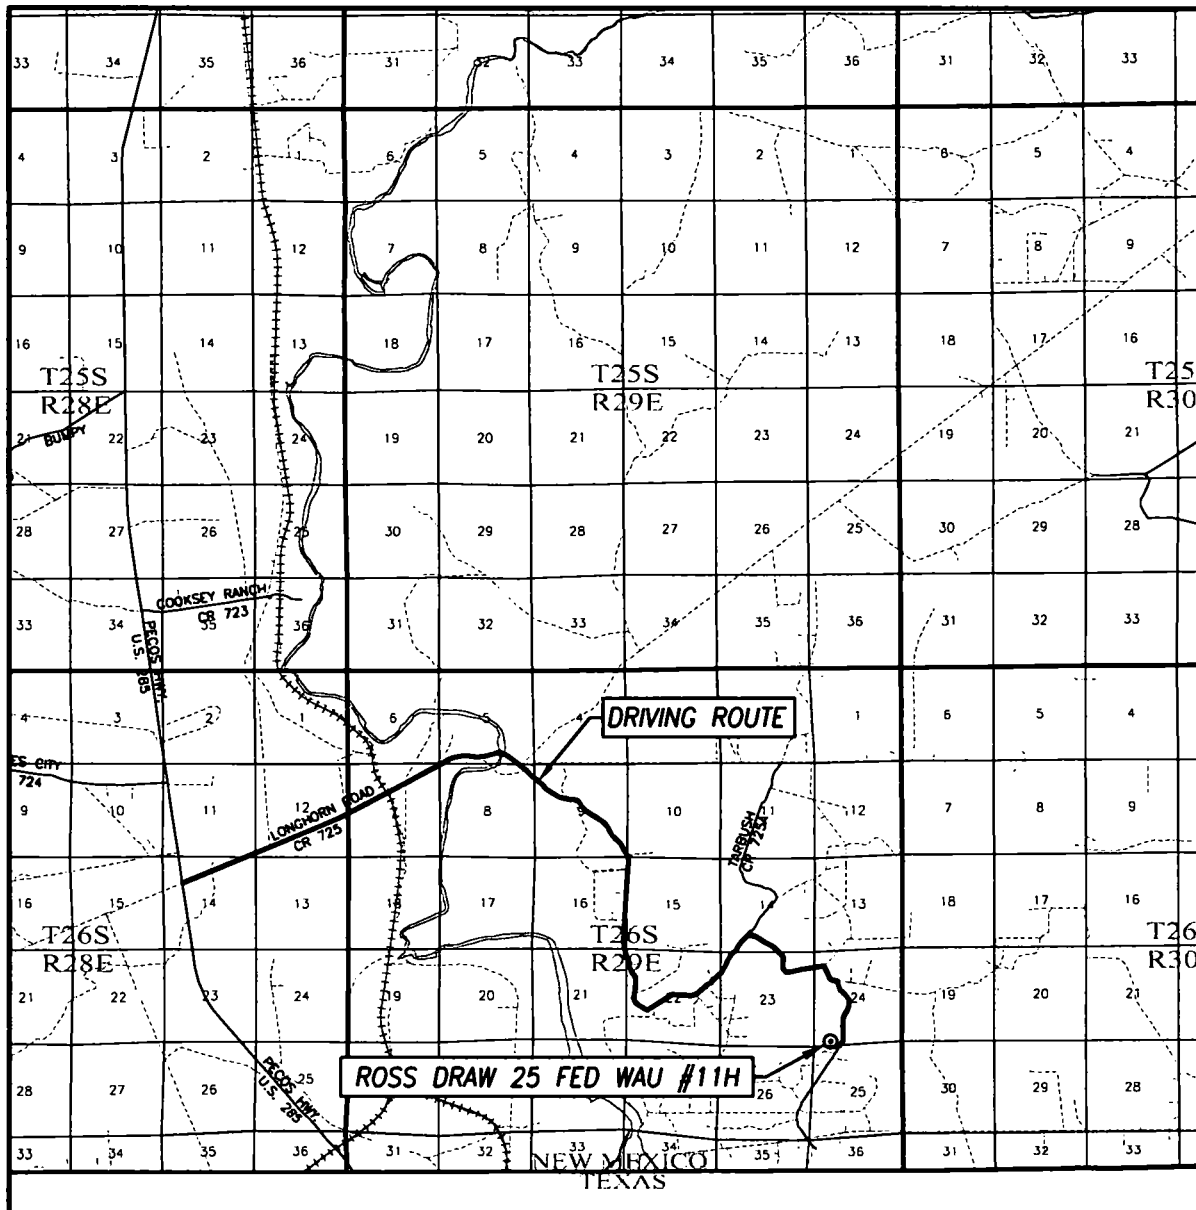 33 34 35 36 31 32 33 34 35 36 31 32 33
4 3 2 1 6 5 4 3 2 1 6 5 4
9 10 11 12 7 8 9 10 11 12 7 8 9
16 15 14 13 18 17 16 15 14 13 18 17 16
T25S T25S T25
R28E R29E R30
21 22 23 24 19 20 21 22 23 24 19 20 21
BUMPY
28 27 26 25 30 29 28 27 26 25 30 29 28
COOKSEY RANCH
CR 723
33 34 35 36 31 32 33 34 35 36 31 32 33
PECOS HWY.
U.S. 285
4 3 2 1 6 5 4 1 6 5 4
DRIVING ROUTE
ES CITY
724
9 10 11 12 8 9 10 11 12 7 8 9
LONGHORN ROAD
CR 725
TARBUSH
CR 725A
16 15 14 13 18 17 16 15 14 13 18 17 16
T26S T26S T26
R28E R29E R30
21 22 23 24 19 20 21 22 23 24 19 20 21
PECOS HWY.
U.S. 285
ROSS DRAW 25 FED WAU #11H
28 27 26 25 26 25 30 29 28
33 34 35 36 31 32 33 34 35 36 31 32 33
NEW MEXICO
TEXAS